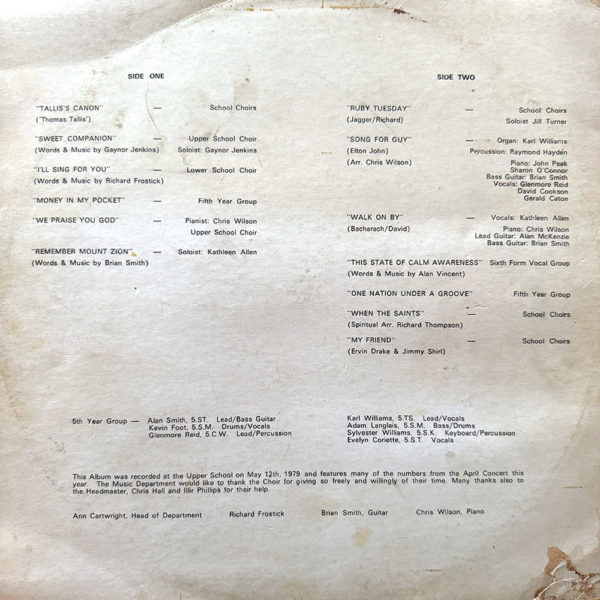 SIDE ONE
"TALLIS'S CANON" — School Choirs
('Thomas Tallis')
"SWEET COMPANION" — Upper School Choir
(Words & Music by Gaynor Jenkins) Soloist: Gaynor Jenkins
"I'LL SING FOR YOU" — Lower School Choir
(Words & Music by Richard Frostick)
"MONEY IN MY POCKET" — Fifth Year Group
"WE PRAISE YOU GOD" — Pianist: Chris Wilson
Upper School Choir
"REMEMBER MOUNT ZION" — Soloist: Kathleen Allen
(Words & Music by Brian Smith)
SIDE TWO
"RUBY TUESDAY" — School Choirs
(Jagger/Richard) Soloist Jill Turner
"SONG FOR GUY" — Organ: Karl Williams
(Elton John) Percussion: Raymond Hayden
(Arr. Chris Wilson) Piano: John Peak
Sharon O'Connor
Bass Guitar: Brian Smith
Vocals: Glenmore Reid
David Cookson
Gerald Caton
"WALK ON BY" — Vocals: Kathleen Allen
(Bacharach/David) Piano: Chris Wilson
Lead Guitar: Alan McKenzie
Bass Guitar: Brian Smith
"THIS STATE OF CALM AWARENESS" Sixth Form Vocal Group
(Words & Music by Alan Vincent)
"ONE NATION UNDER A GROOVE" Fifth Year Group
"WHEN THE SAINTS" — School Choirs
(Spiritual Arr. Richard Thompson)
"MY FRIEND" — School Choirs
(Ervin Drake & Jimmy Shirl)
5th Year Group — Alan Smith, 5.ST. Lead/Bass Guitar
Kevin Foot, 5.S.M. Drums/Vocals
Glenmore Reid, 5.C.W. Lead/Percussion
Karl Williams, 5.TS. Lead/Vocals
Adam Langlais, 5.S.M. Bass/Drums
Sylvester Williams, 5.S.K. Keyboard/Percussion
Evelyn Coriette, 5.S.T. Vocals
This Album was recorded at the Upper School on May 12th, 1979 and features many of the numbers from the April Concert this
year. The Music Department would like to thank the Choir for giving so freely and willingly of their time. Many thanks also to
the Headmaster, Chris Hall and Illir Phillips for their help.
Ann Cartwright, Head of Department Richard Frostick Brian Smith, Guitar Chris Wilson, Piano